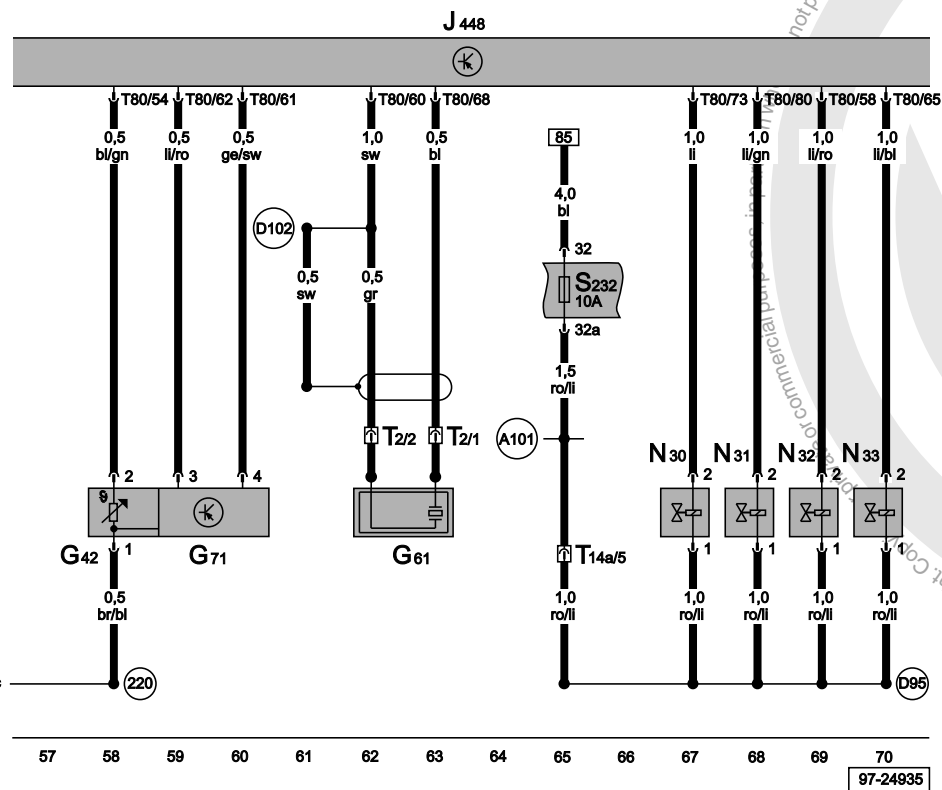 J 448
T80/54 T80/62 T80/61 T80/60 T80/68 T80/73 T80/80 T80/58 T80/65
0,5 0,5 0,5 1,0 0,5 85 1,0 1,0 1,0 1,0
bl/gn li/ro ge/sw sw bl li li/gn li/ro li/bl
4,0
bl
D102
32
0,5 0,5
sw gr
S232
10A
32a
1,5
ro/li
T2/2 T2/1 A101
N30 N31 N32 N33
2 3 4 2 2 2 2
ϑ
G42 1 G71 G61 T14a/5 1 1 1 1
0,5 1,0 1,0 1,0 1,0 1,0
br/bl ro/li ro/li ro/li ro/li ro/li
220 D95
57 58 59 60 61 62 63 64 65 66 67 68 69 70
97-24935